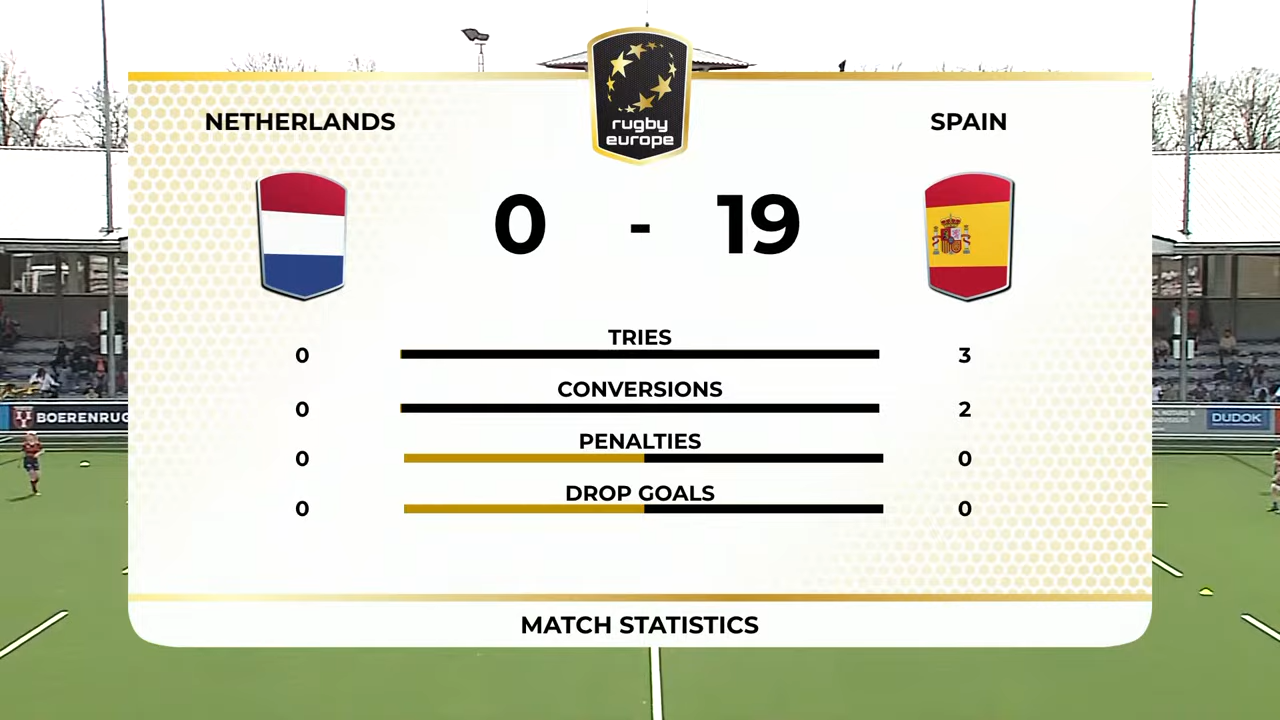 rugby
europe
NETHERLANDS
SPAIN
0 - 19
TRIES
0 3
CONVERSIONS
0 2
PENALTIES
0 0
DROP GOALS
0 0
MATCH STATISTICS
BOERENRUG
DUDOK